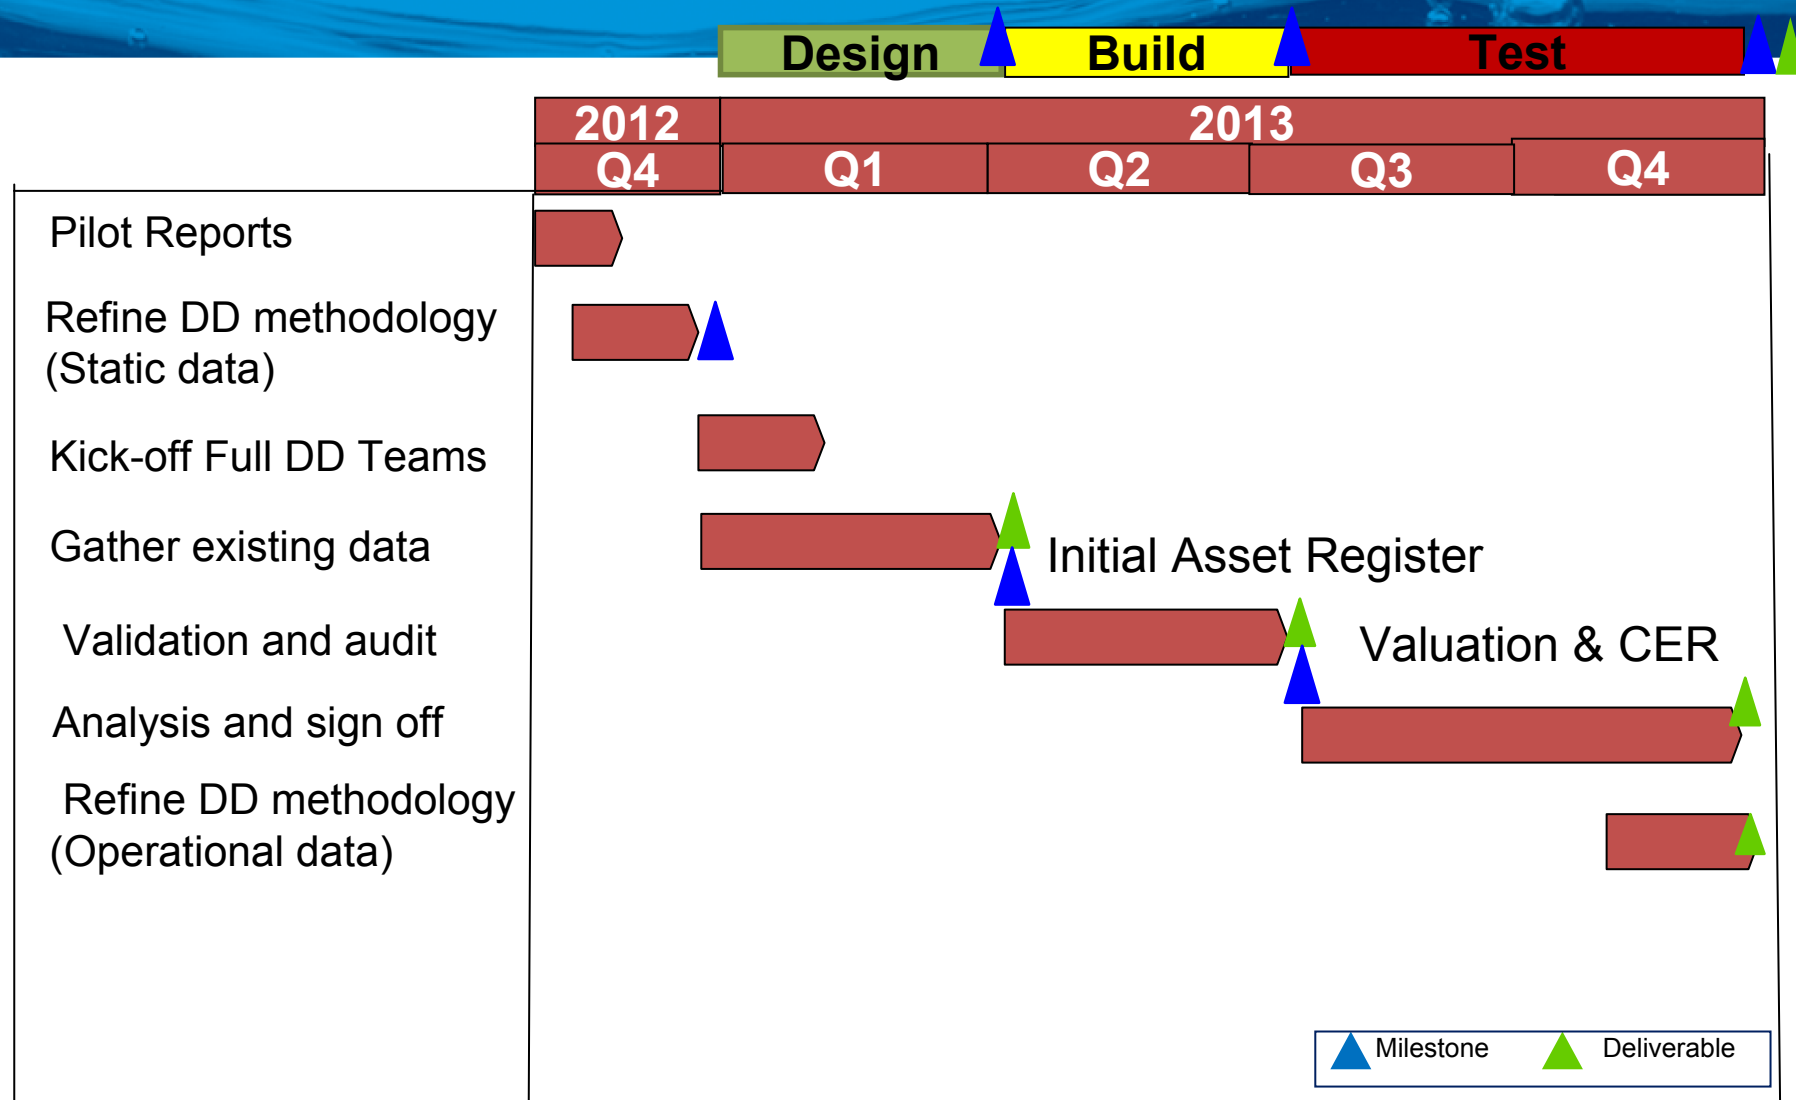 Design Build Test
2012 2013
Q4 Q1 Q2 Q3 Q4
Pilot Reports
Refine DD methodology
(Static data)
Kick-off Full DD Teams
Gather existing data
Initial Asset Register
Validation and audit
Valuation & CER
Analysis and sign off
Refine DD methodology
(Operational data)
Milestone Deliverable